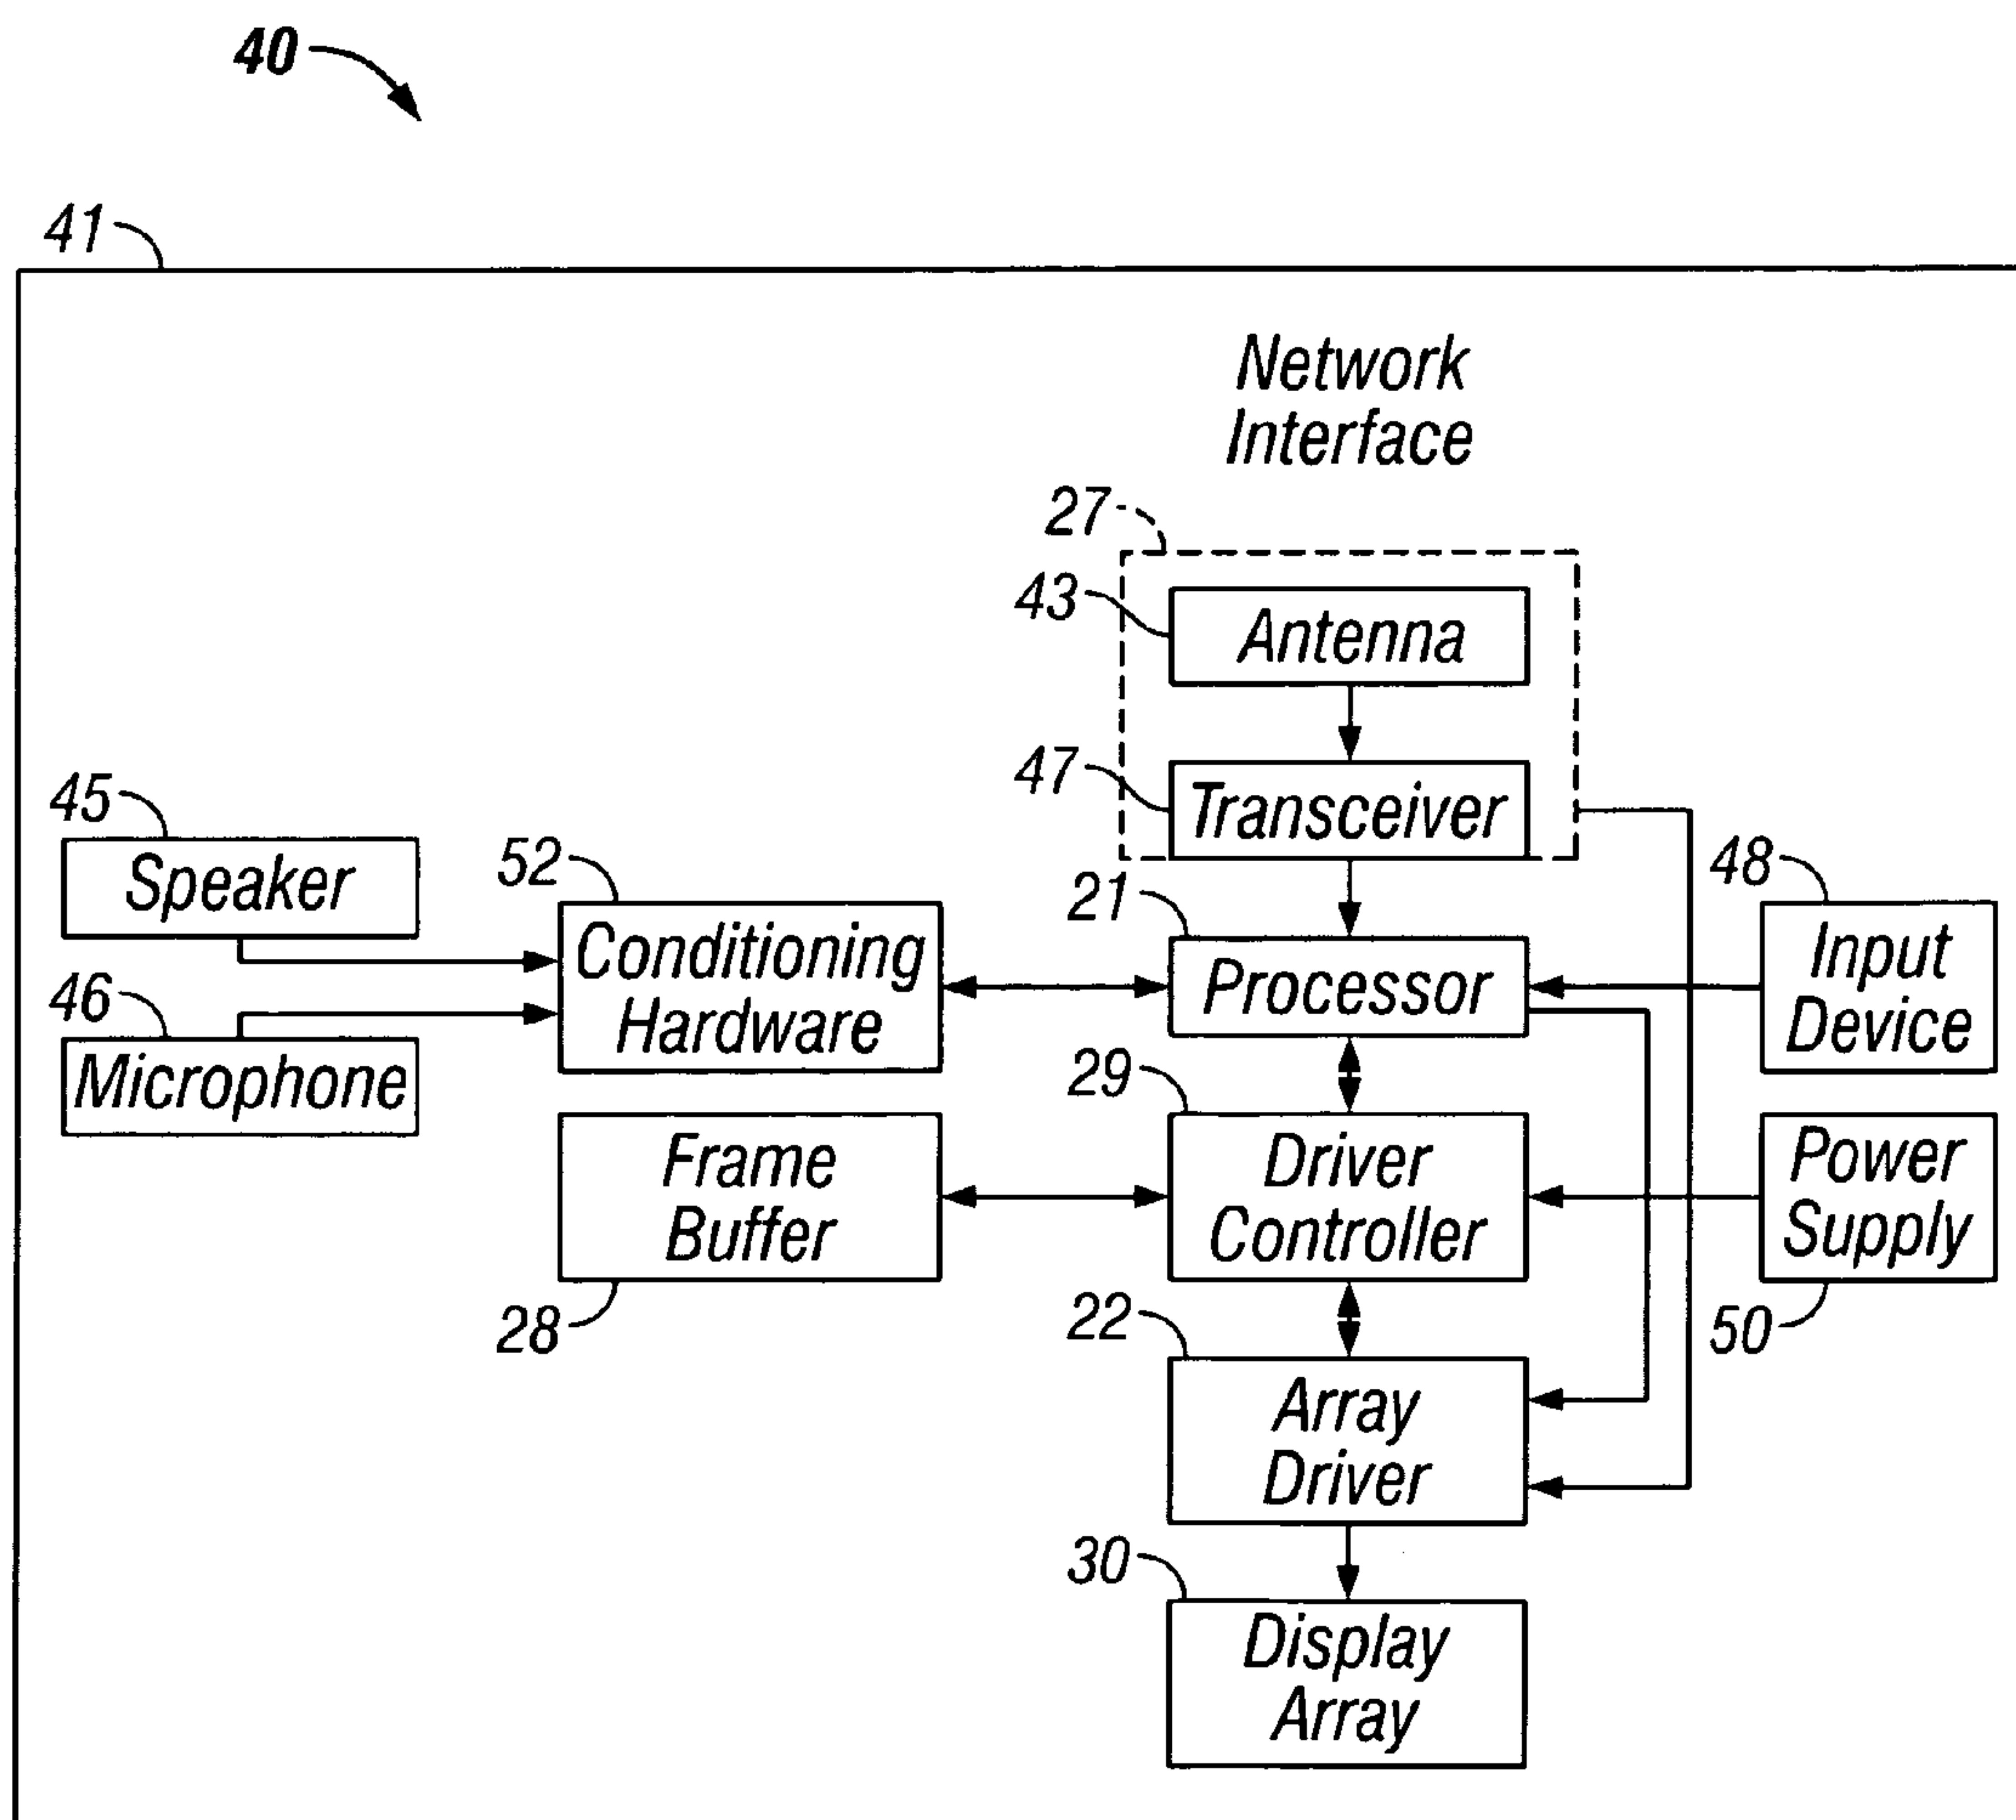 40
41
Network
Interface
27
43
Antenna
47
Transceiver
45
Speaker
52
Conditioning
Hardware
21
Processor
48
Input
Device
46
Microphone
29
Driver
Controller
Frame
Buffer
28
Power
Supply
50
22
Array
Driver
30
Display
Array